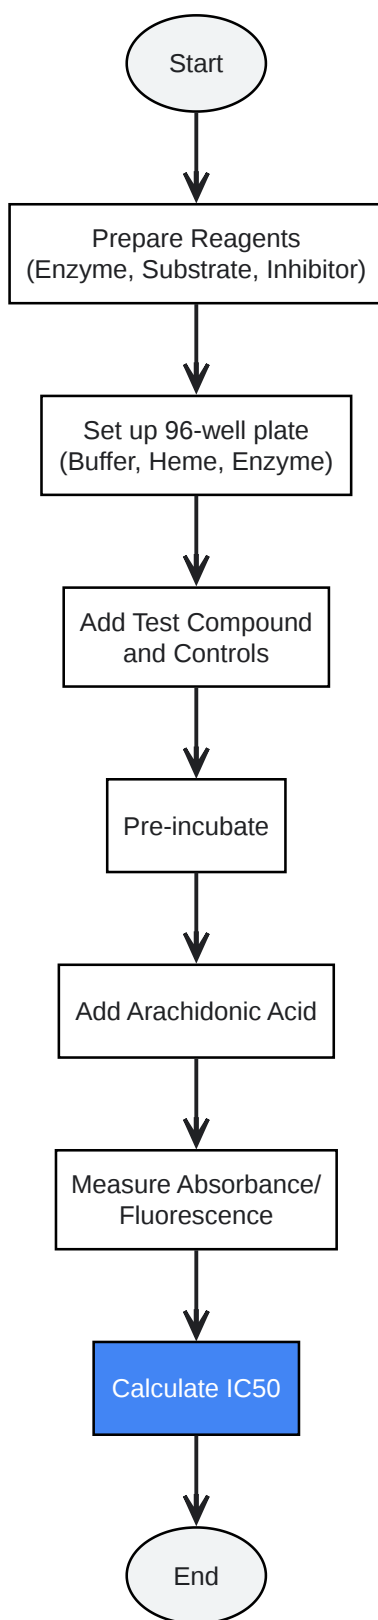 Start
Prepare Reagents
(Enzyme, Substrate, Inhibitor)
Set up 96-well plate
(Buffer, Heme, Enzyme)
Add Test Compound
and Controls
Pre-incubate
Add Arachidonic Acid
Measure Absorbance/
Fluorescence
Calculate IC50
End